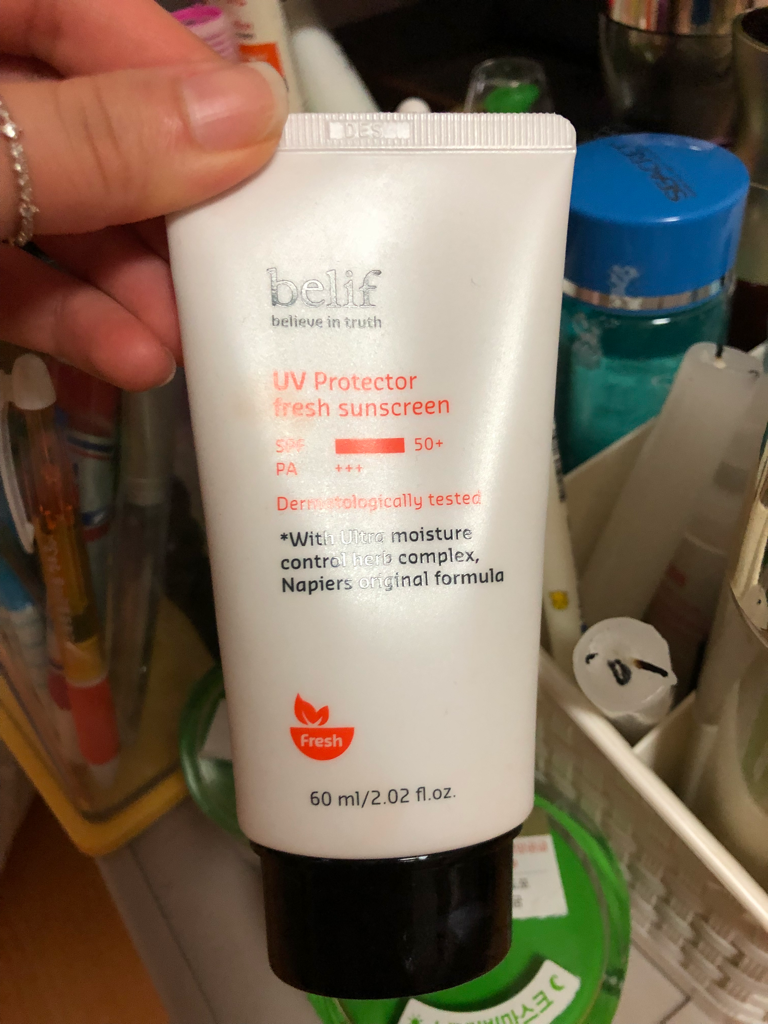 belif
believe in truth
UV Protector
fresh sunscreen
SPF 50+
PA +++
Dermatologically tested
*With Ultra moisture
control herb complex,
Napiers original formula
Fresh
60 ml/2.02 fl.oz.